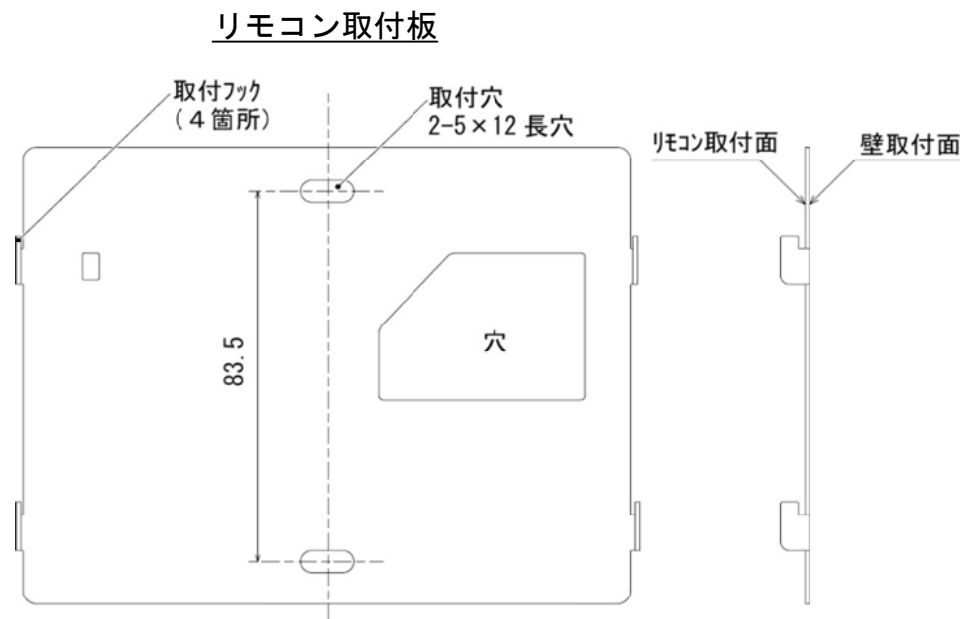 リモコン取付板
取付フック
(４箇所)
取付穴
2-5×12 長穴
リモコン取付面
壁取付面
83.5
穴